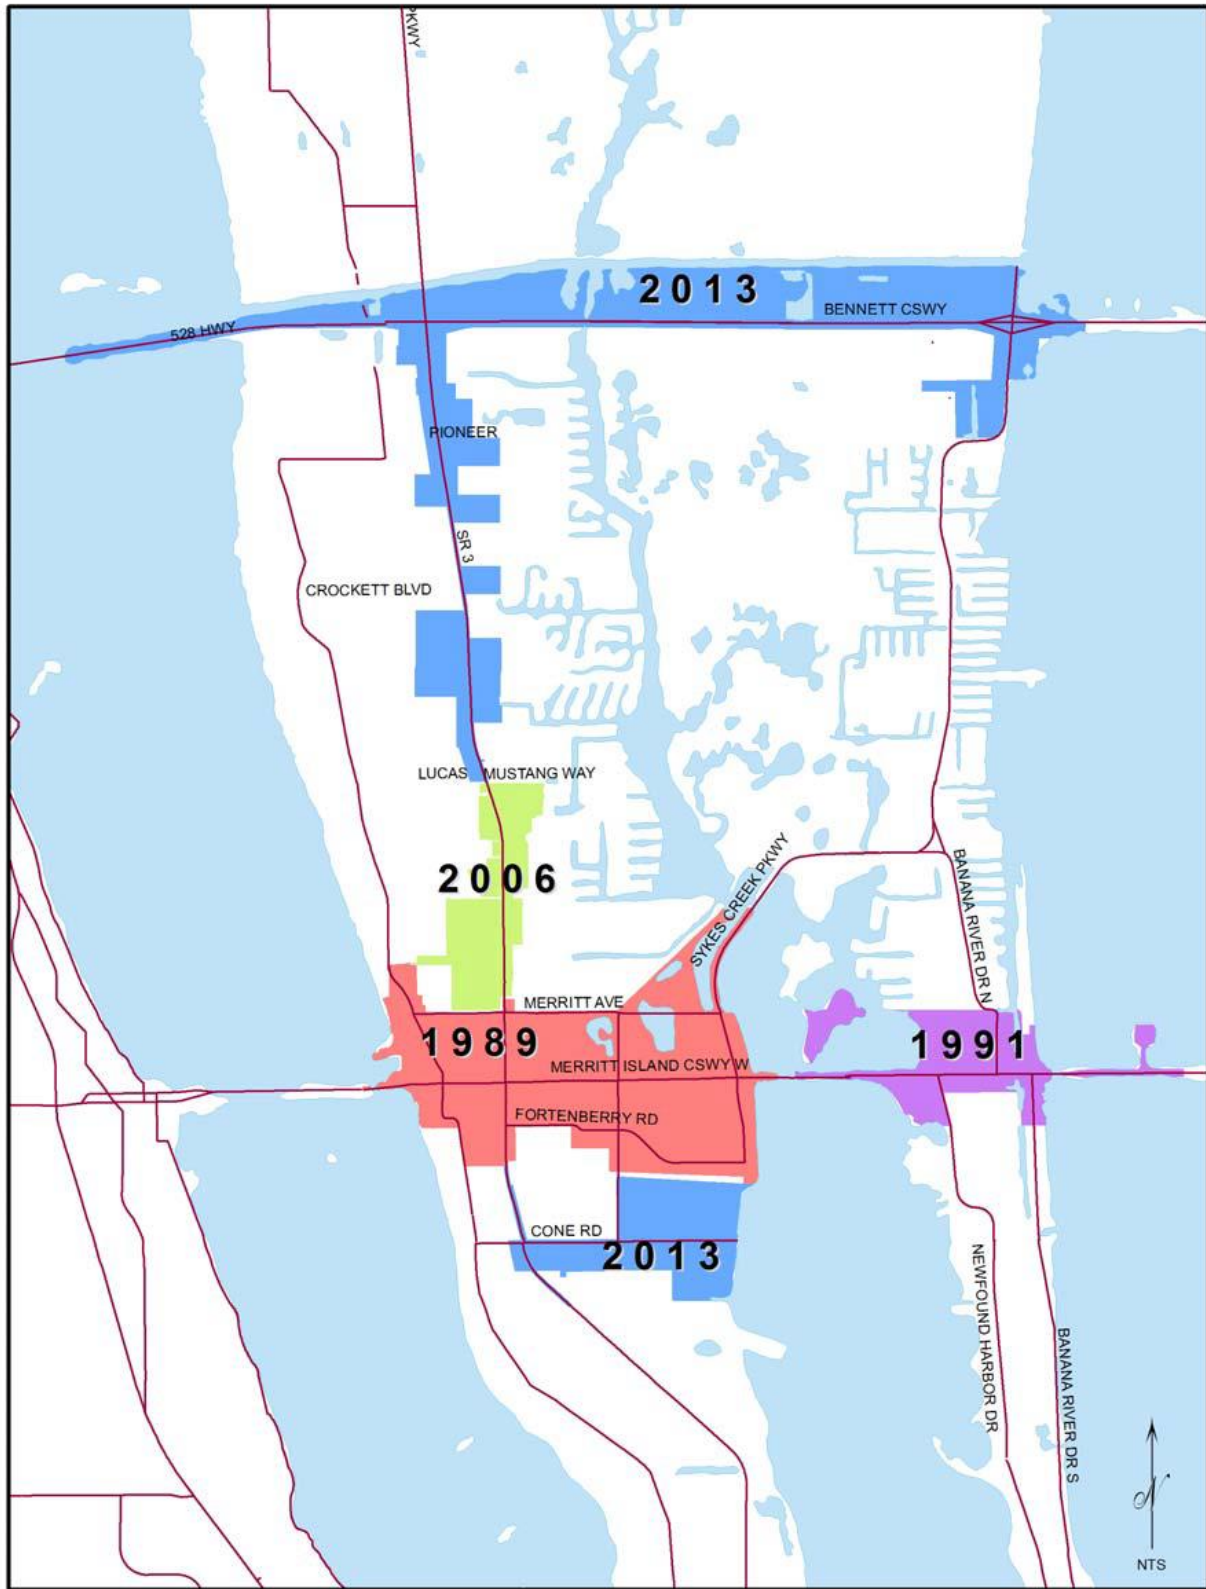 PKWY
2013
BENNETT CSWY
528 HWY
PIONEER
SR 3
CROCKETT BLVD
LUCAS
MUSTANG WAY
2006
SYKES CREEK PKWY
BANANA RIVER DR N
MERRITT AVE
1989
1991
MERRITT ISLAND CSWY W
FORTENBERRY RD
CONE RD
2013
NEWFOUND HARBOR DR
BANANA RIVER DR S
N
NTS